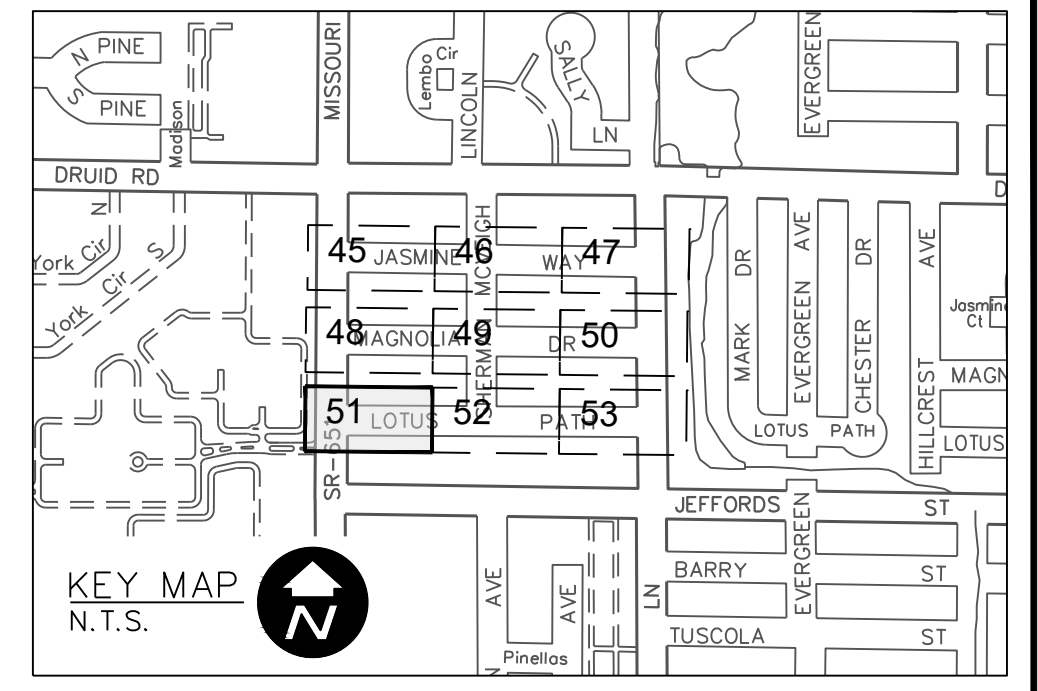 N PINE
S PINE
Madison
MISSOURI
Lembo Cir
LINCOLN
SALLY
LN
EVERGREEN
DRUID RD
D
N
York Cir
York Cir S
45 JASMINE 46 WAY 47
48 MAGNOLIA 49 DR 50
51 LOTUS 52 PATH 53
SHERMAN MCVEIGH
SR-651
MARK DR
EVERGREEN AVE
CHESTER DR
HILLCREST AVE
Jasmine
Ct
MAGN
LOTUS PATH
LOTUS
JEFFORDS ST
BARRY ST
TUSCOLA ST
EVERGREEN
LN
AVE
AVE
Pinellas
N
KEY MAP
N.T.S.
N